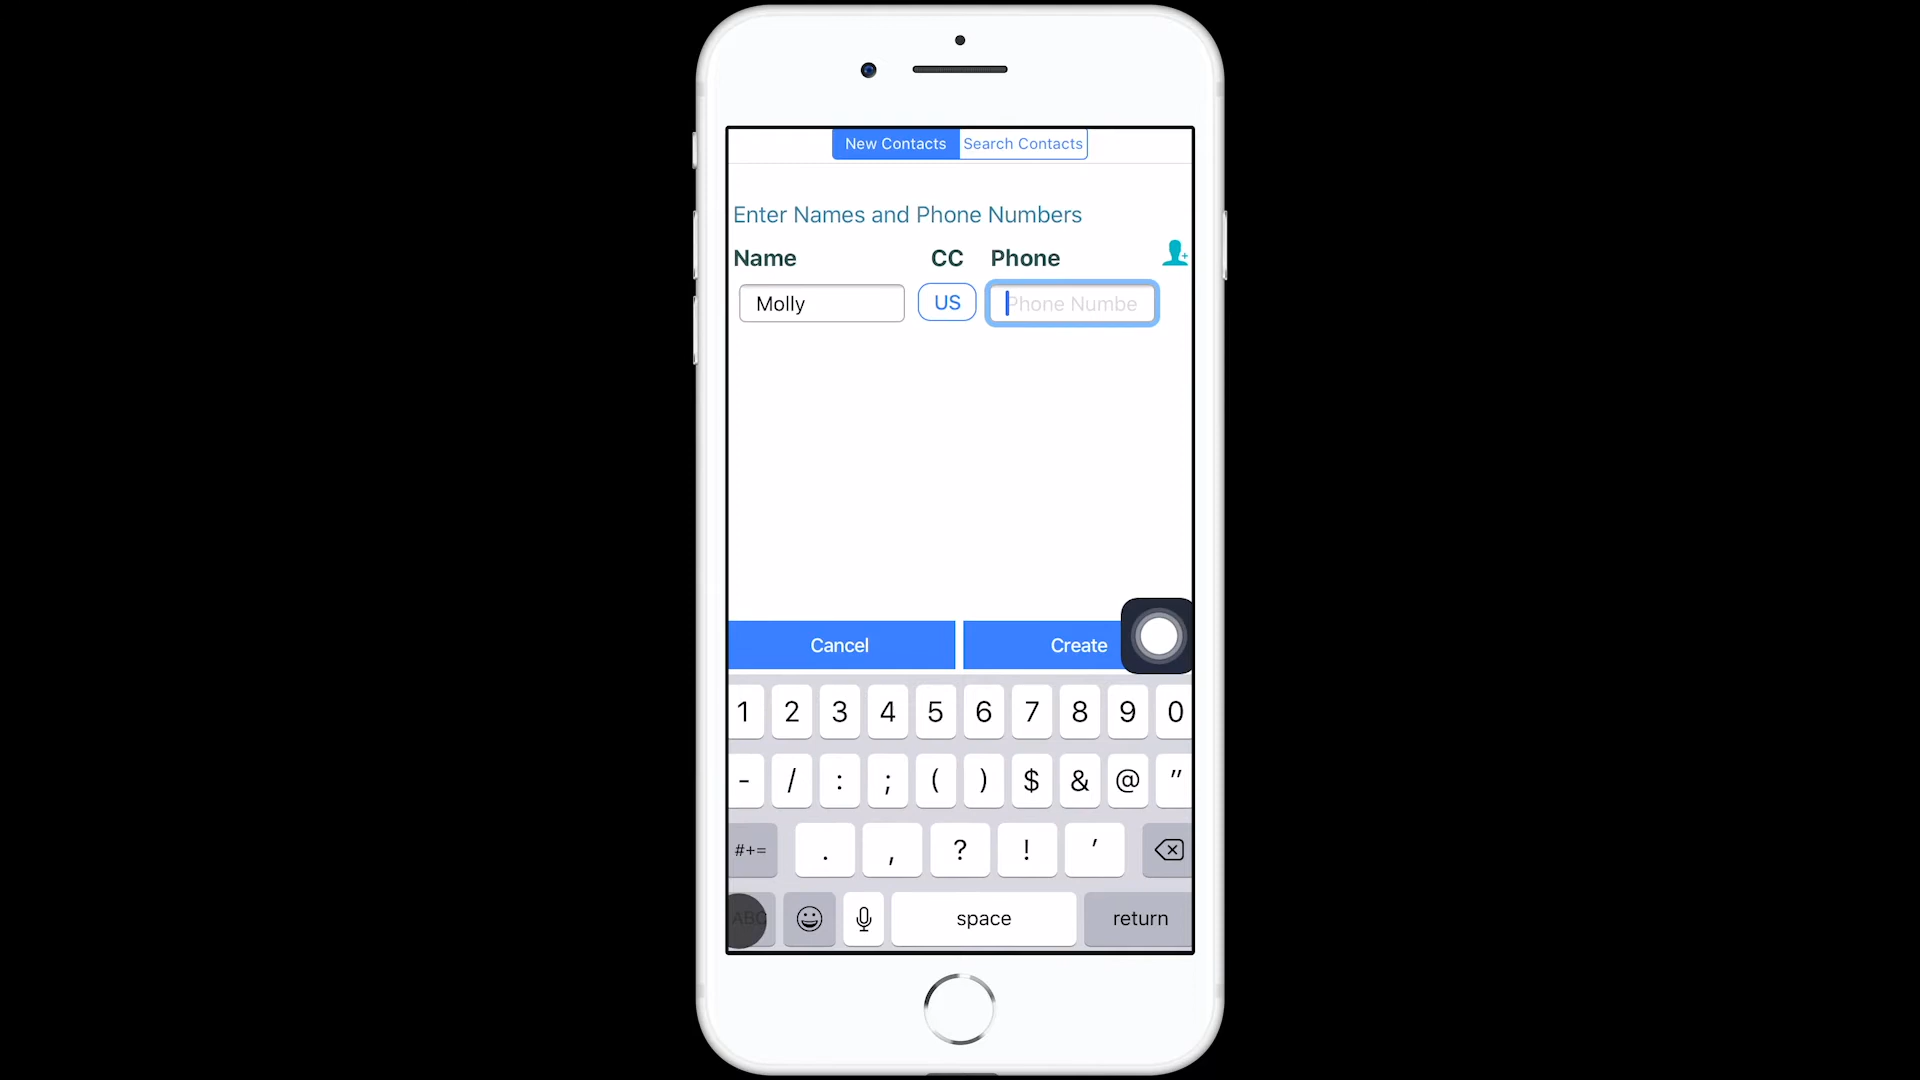 New Contacts Search Contacts
Enter Names and Phone Numbers
Name CC Phone
Molly US Phone Numbe
Cancel Create
1 2 3 4 5 6 7 8 9 0
- / : ; ( ) $ & @ "
#+= . , ? ! '
ABC space return